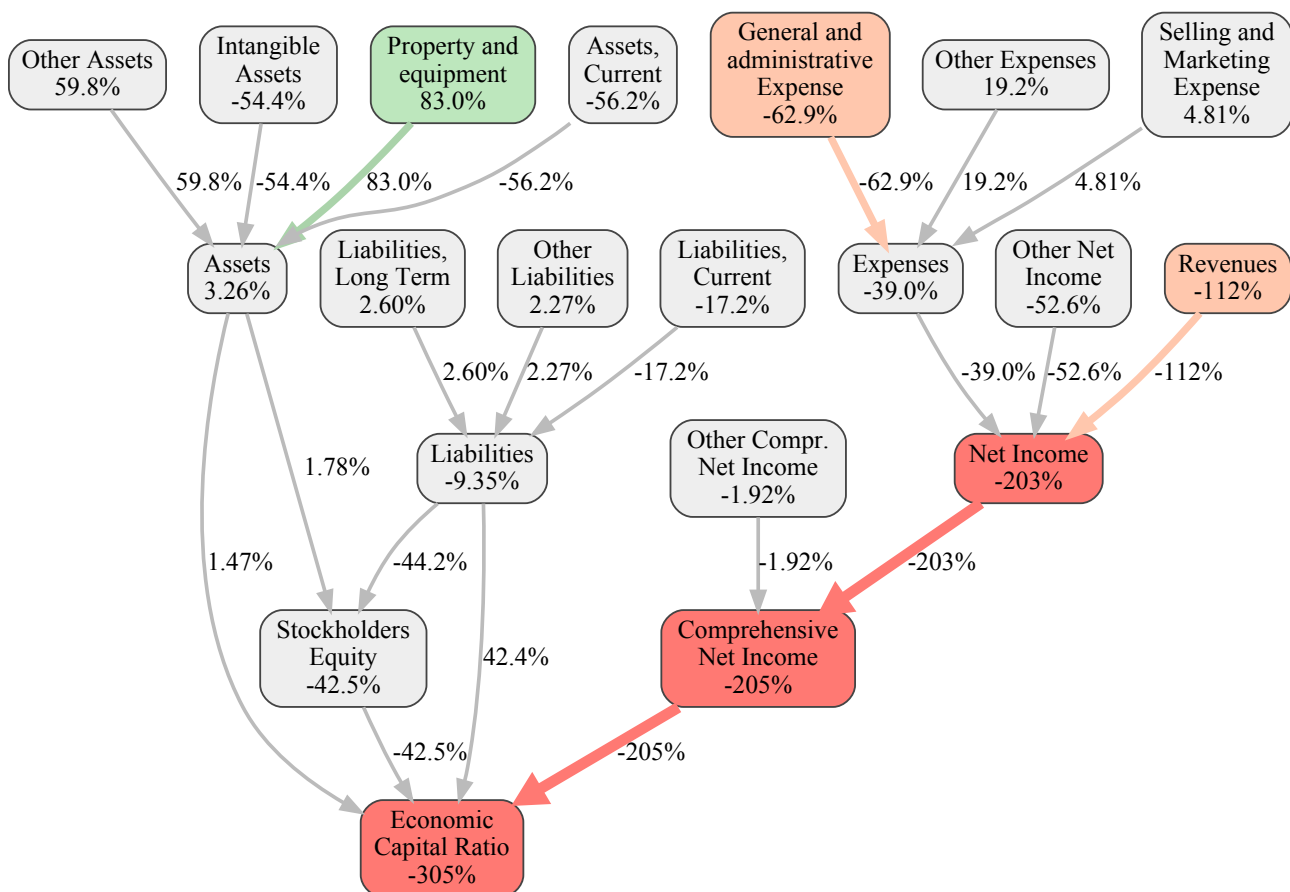 Other Assets
59.8%
Intangible
Assets
-54.4%
Property and
equipment
83.0%
Assets,
Current
-56.2%
General and
administrative
Expense
-62.9%
Other Expenses
19.2%
Selling and
Marketing
Expense
4.81%
59.8%
-54.4%
83.0%
-56.2%
-62.9%
19.2%
4.81%
Assets
3.26%
Liabilities,
Long Term
2.60%
Other
Liabilities
2.27%
Liabilities,
Current
-17.2%
Expenses
-39.0%
Other Net
Income
-52.6%
Revenues
-112%
2.60%
2.27%
-17.2%
-39.0%
-52.6%
-112%
1.78%
Liabilities
-9.35%
Other Compr.
Net Income
-1.92%
Net Income
-203%
1.47%
-44.2%
-1.92%
-203%
Stockholders
Equity
-42.5%
42.4%
Comprehensive
Net Income
-205%
-42.5%
-205%
Economic
Capital Ratio
-305%